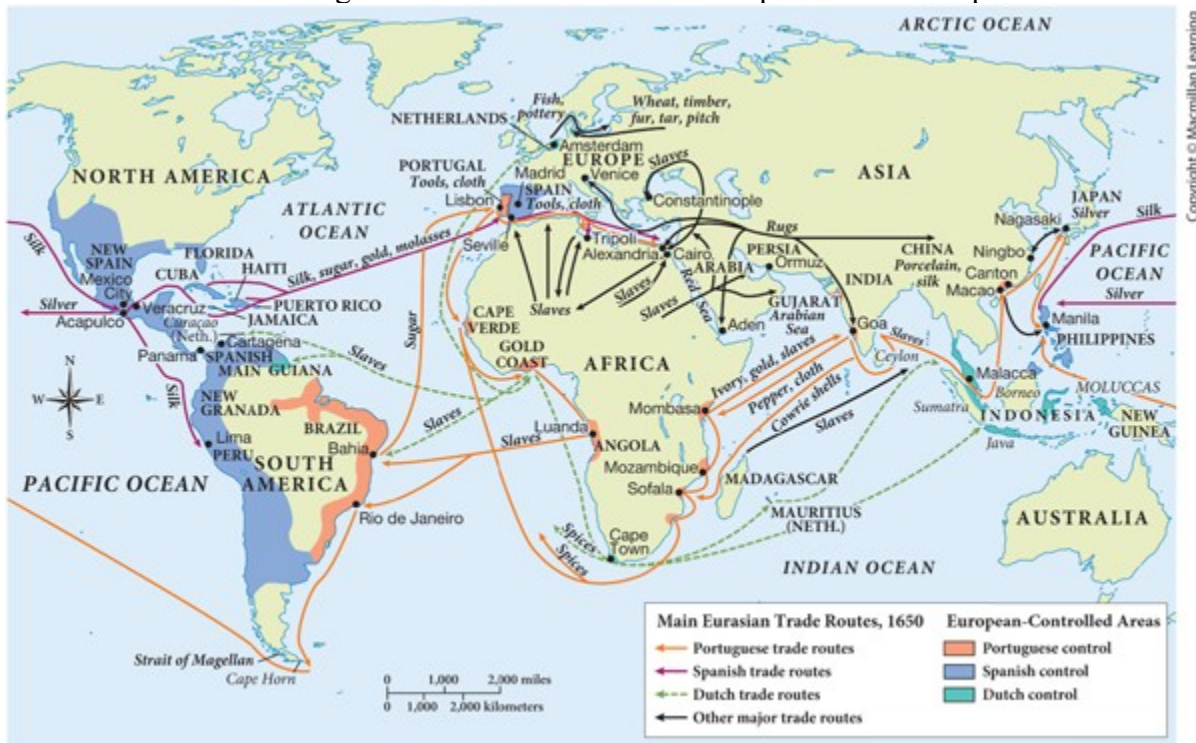 ARCTIC OCEAN
Copyright © Macmillan Learning
Fish,
pottery
Wheat, timber,
fur, tar, pitch
NETHERLANDS
Amsterdam
EUROPE
Slaves
PORTUGAL
Tools, cloth
Madrid
Venice
SPAIN
Tools, cloth
Lisbon
Constantinople
Seville
NORTH AMERICA
ATLANTIC
OCEAN
ASIA
JAPAN
Silver
Nagasaki
Silk
Silk
Rugs
Tripoli
Alexandria
Cairo
PERSIA
Ormuz
CHINA
Porcelain,
silk
Ningbo
Canton
Macao
PACIFIC
OCEAN
NEW
SPAIN
Mexico
City
FLORIDA
CUBA
HAITI
Silk, sugar, gold, molasses
ARABIA
INDIA
Red Sea
Silver
Silver
Veracruz
Acapulco
PUERTO RICO
JAMAICA
Curaçao
(Neth.)
Slaves
Slaves
Slaves
GUJARAT
Arabian
Sea
Manila
PHILIPPINES
Cartagena
Panama
SPANISH
MAIN
GUIANA
Slaves
Sugar
CAPE
VERDE
GOLD
COAST
Aden
Goa
Slaves
Ceylon
AFRICA
Malacca
Borneo
MOLUCCAS
Silk
NEW
GRANADA
Ivory, gold, slaves
Pepper, cloth
Cowrie shells
Slaves
Mombasa
Sumatra
INDONESIA
Java
NEW
GUINEA
BRAZIL
Slaves
Luanda
ANGOLA
Slaves
Lima
PERU
Bahia
SOUTH
AMERICA
Mozambique
MADAGASCAR
Sofala
PACIFIC OCEAN
Rio de Janeiro
MAURITIUS
(NETH.)
AUSTRALIA
Cape
Town
Spices
Spices
INDIAN OCEAN
N
W
E
S
Strait of Magellan
Cape Horn
0
1,000
2,000 miles
0
1,000
2,000 kilometers
Main Eurasian Trade Routes, 1650
Portuguese trade routes
Spanish trade routes
Dutch trade routes
Other major trade routes
European-Controlled Areas
Portuguese control
Spanish control
Dutch control